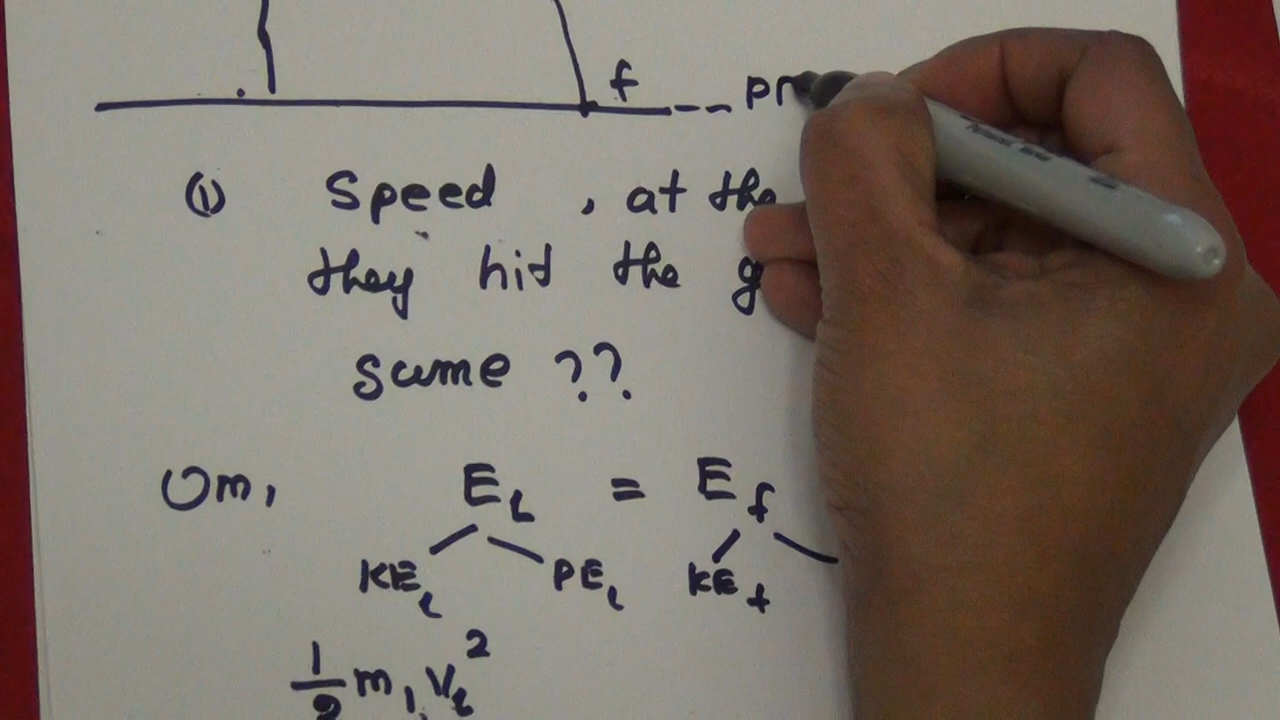 f -- pr
① Speed , at the
they hit the g
same ??
Om, E_i = E_f
KE_i PE_i KE_f
1/2 m, v_i^2